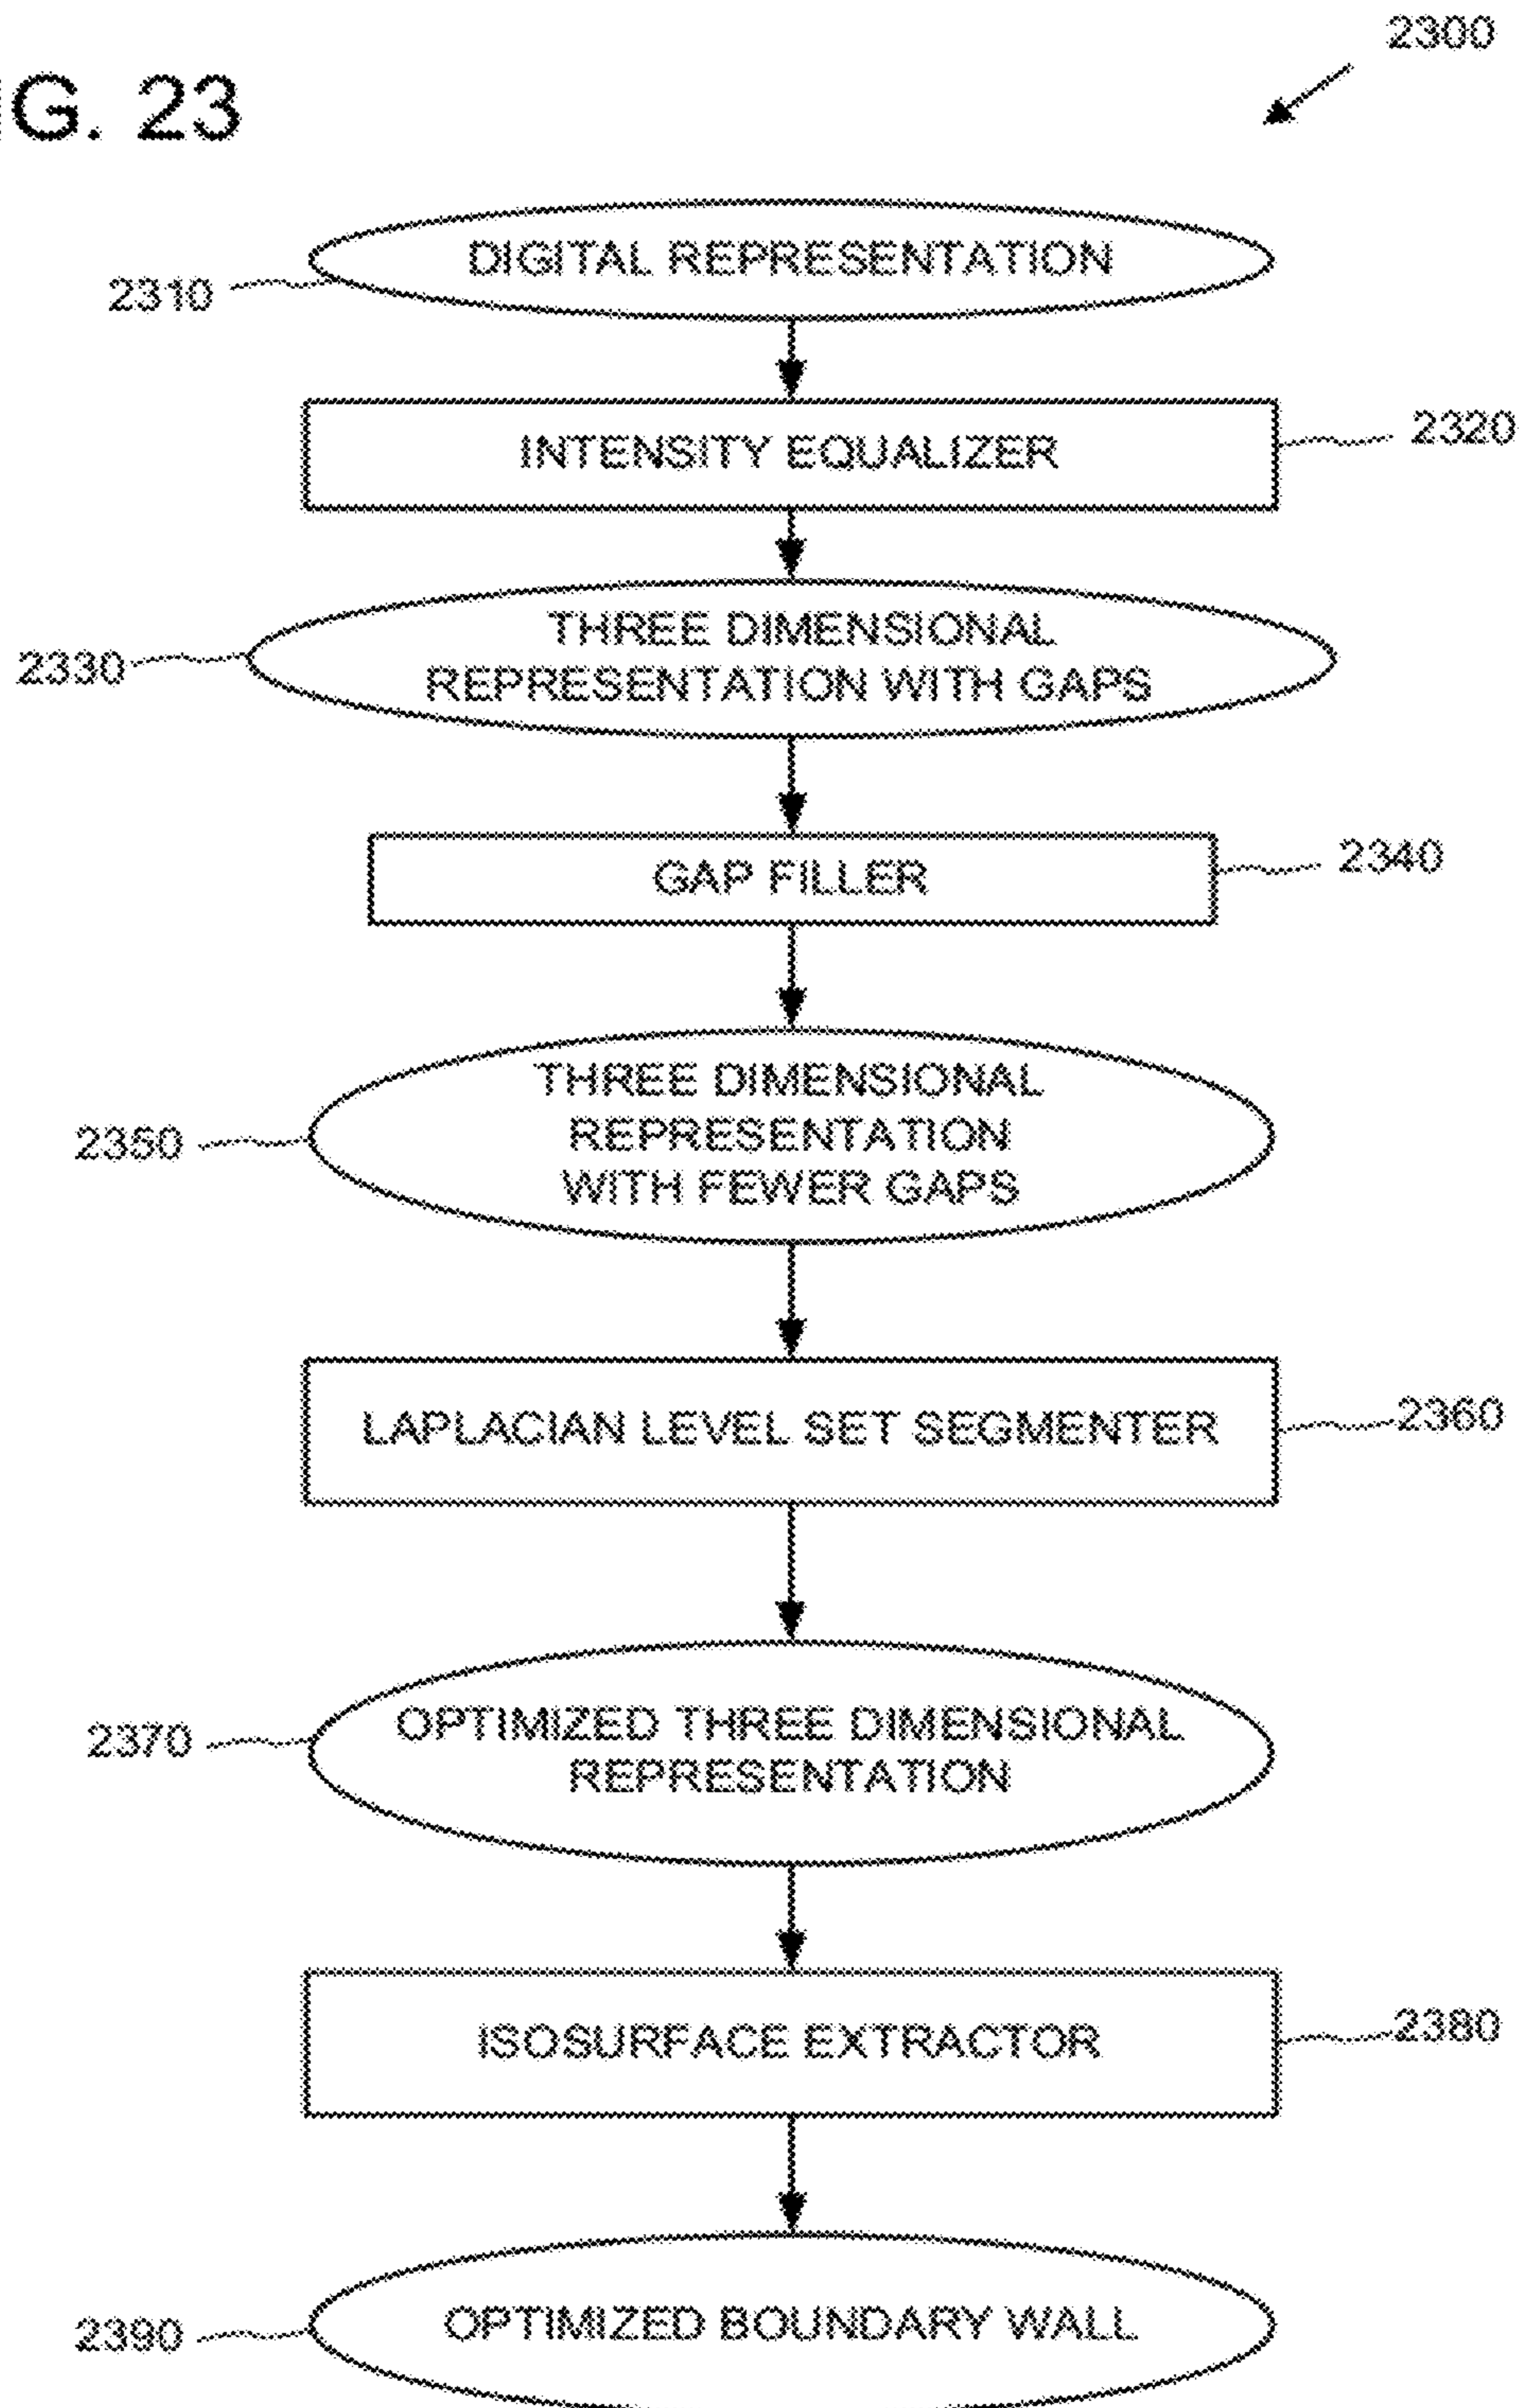 2300
G. 23
DIGITAL REPRESENTATION
2310
INTENSITY EQUALIZER
2320
THREE DIMENSIONAL
REPRESENTATION WITH GAPS
2330
GAP FILLER
2340
THREE DIMENSIONAL
REPRESENTATION
WITH FEWER GAPS
2350
LAPLACIAN LEVEL SET SEGMENTER
2360
OPTIMIZED THREE DIMENSIONAL
REPRESENTATION
2370
ISOSURFACE EXTRACTOR
2380
OPTIMIZED BOUNDARY WALL
2390